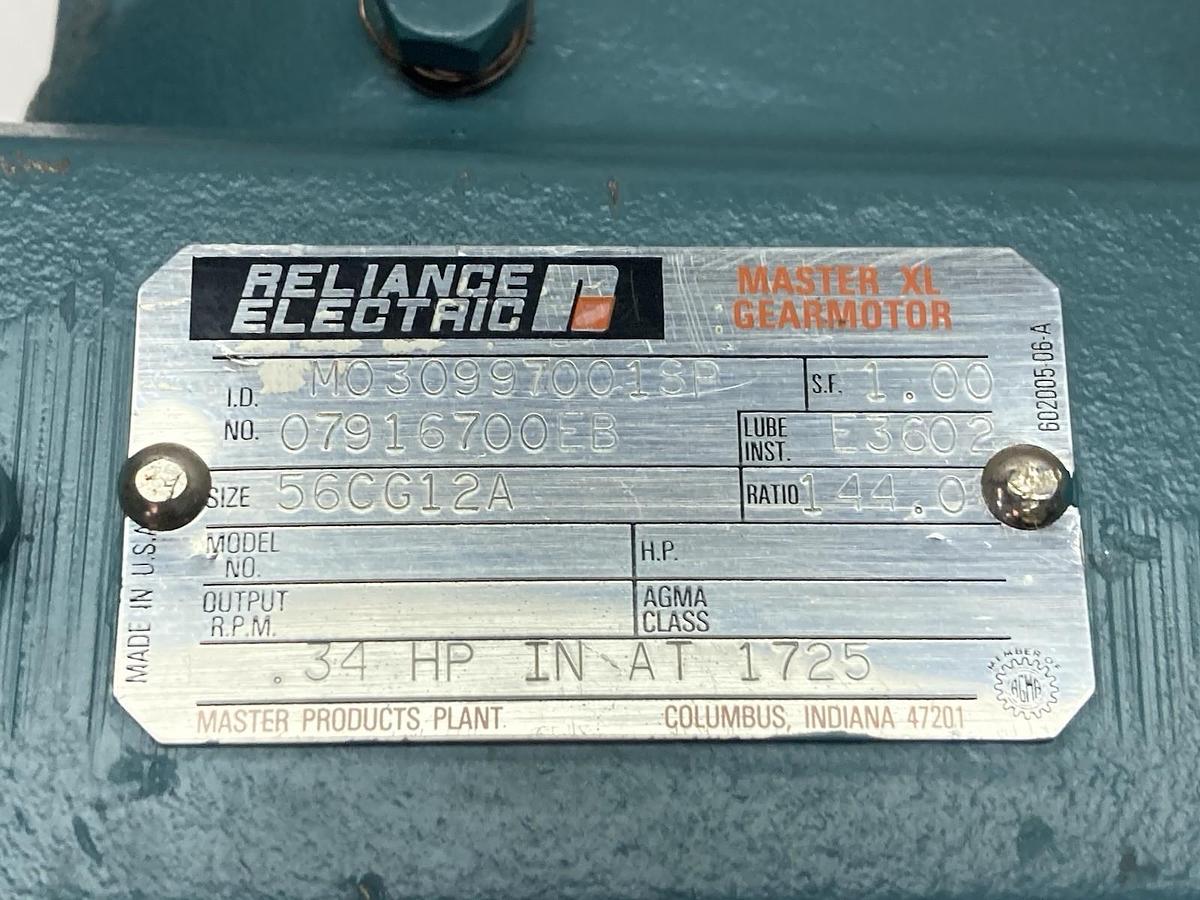 RELIANCE
ELECTRIC
MASTER XL
GEARMOTOR
I.D. NO. M030997001SP
07916700EB
S.F. 1.00
LUBE INST. E3602
SIZE 56CG12A
RATIO 144.0
MODEL NO.
H.P.
OUTPUT R.P.M.
AGMA CLASS
.34 HP IN AT 1725
MASTER PRODUCTS PLANT
COLUMBUS, INDIANA 47201
MADE IN U.S.A
602005-06-A
MEMBER OF
AGMA